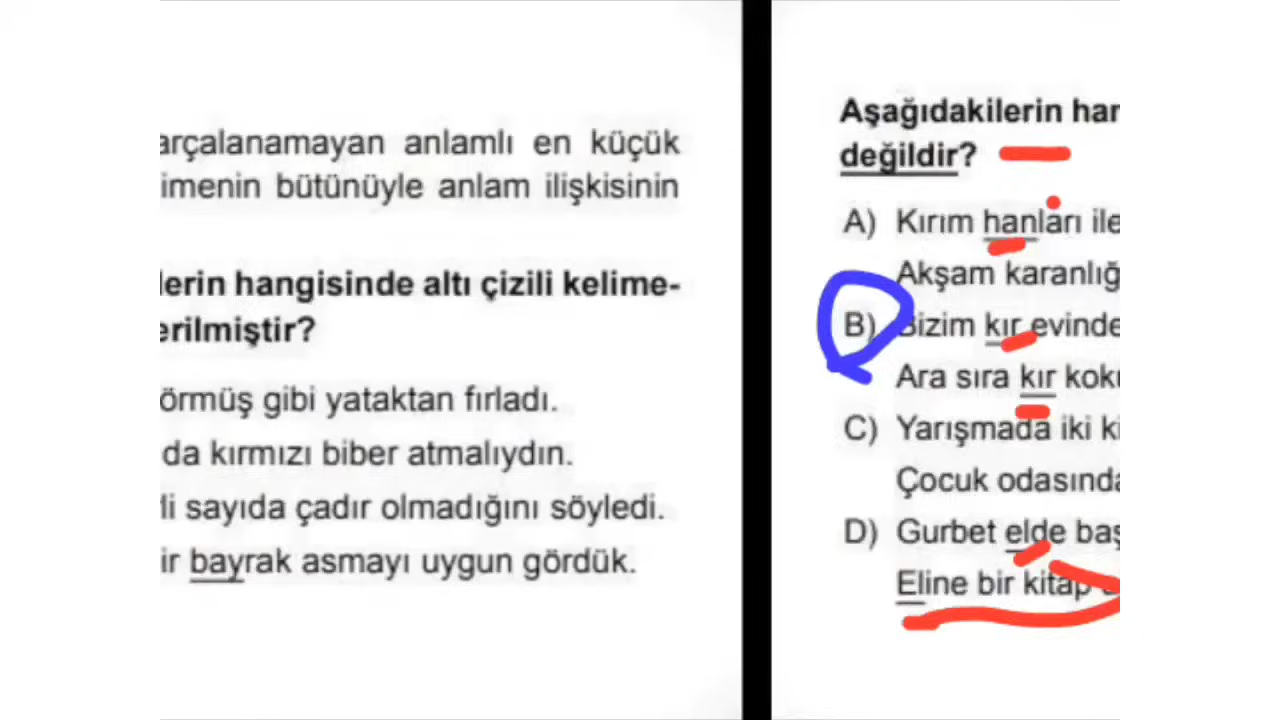 arçalanamayan anlamlı en küçük
imenin bütünüyle anlam ilişkisinin
lerin hangisinde altı çizili kelime-
erilmiştir?
örmüş gibi yataktan fırladı.
da kırmızı biber atmalıydın.
li sayıda çadır olmadığını söyledi.
ir bayrak asmayı uygun gördük.
Aşağıdakilerin han
değildir?
A) Kırım hanları ile
Akşam karanlığ
B) Bizim kır evinde
Ara sıra kır koku
C) Yarışmada iki ki
Çocuk odasında
D) Gurbet elde baş
Eline bir kitap